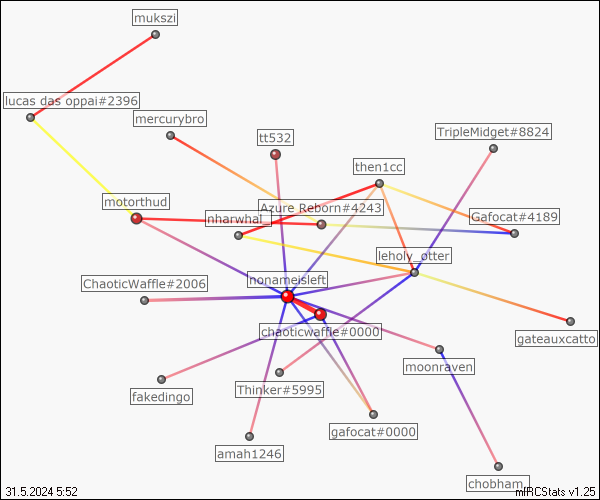 mukszi
lucas das oppai#2396
mercurybro
tt532
TripleMidget#8824
then1cc
motorthud
Azure Reborn#4243
nharwhal_
Gafocat#4189
leholy_otter
nonameisleft
ChaoticWaffle#2006
chaoticwaffle#0000
gateauxcatto
moonraven
fakedingo
Thinker#5995
gafocat#0000
amah1246
chobham_
31.5.2024 5:52
mIRCStats v1.25